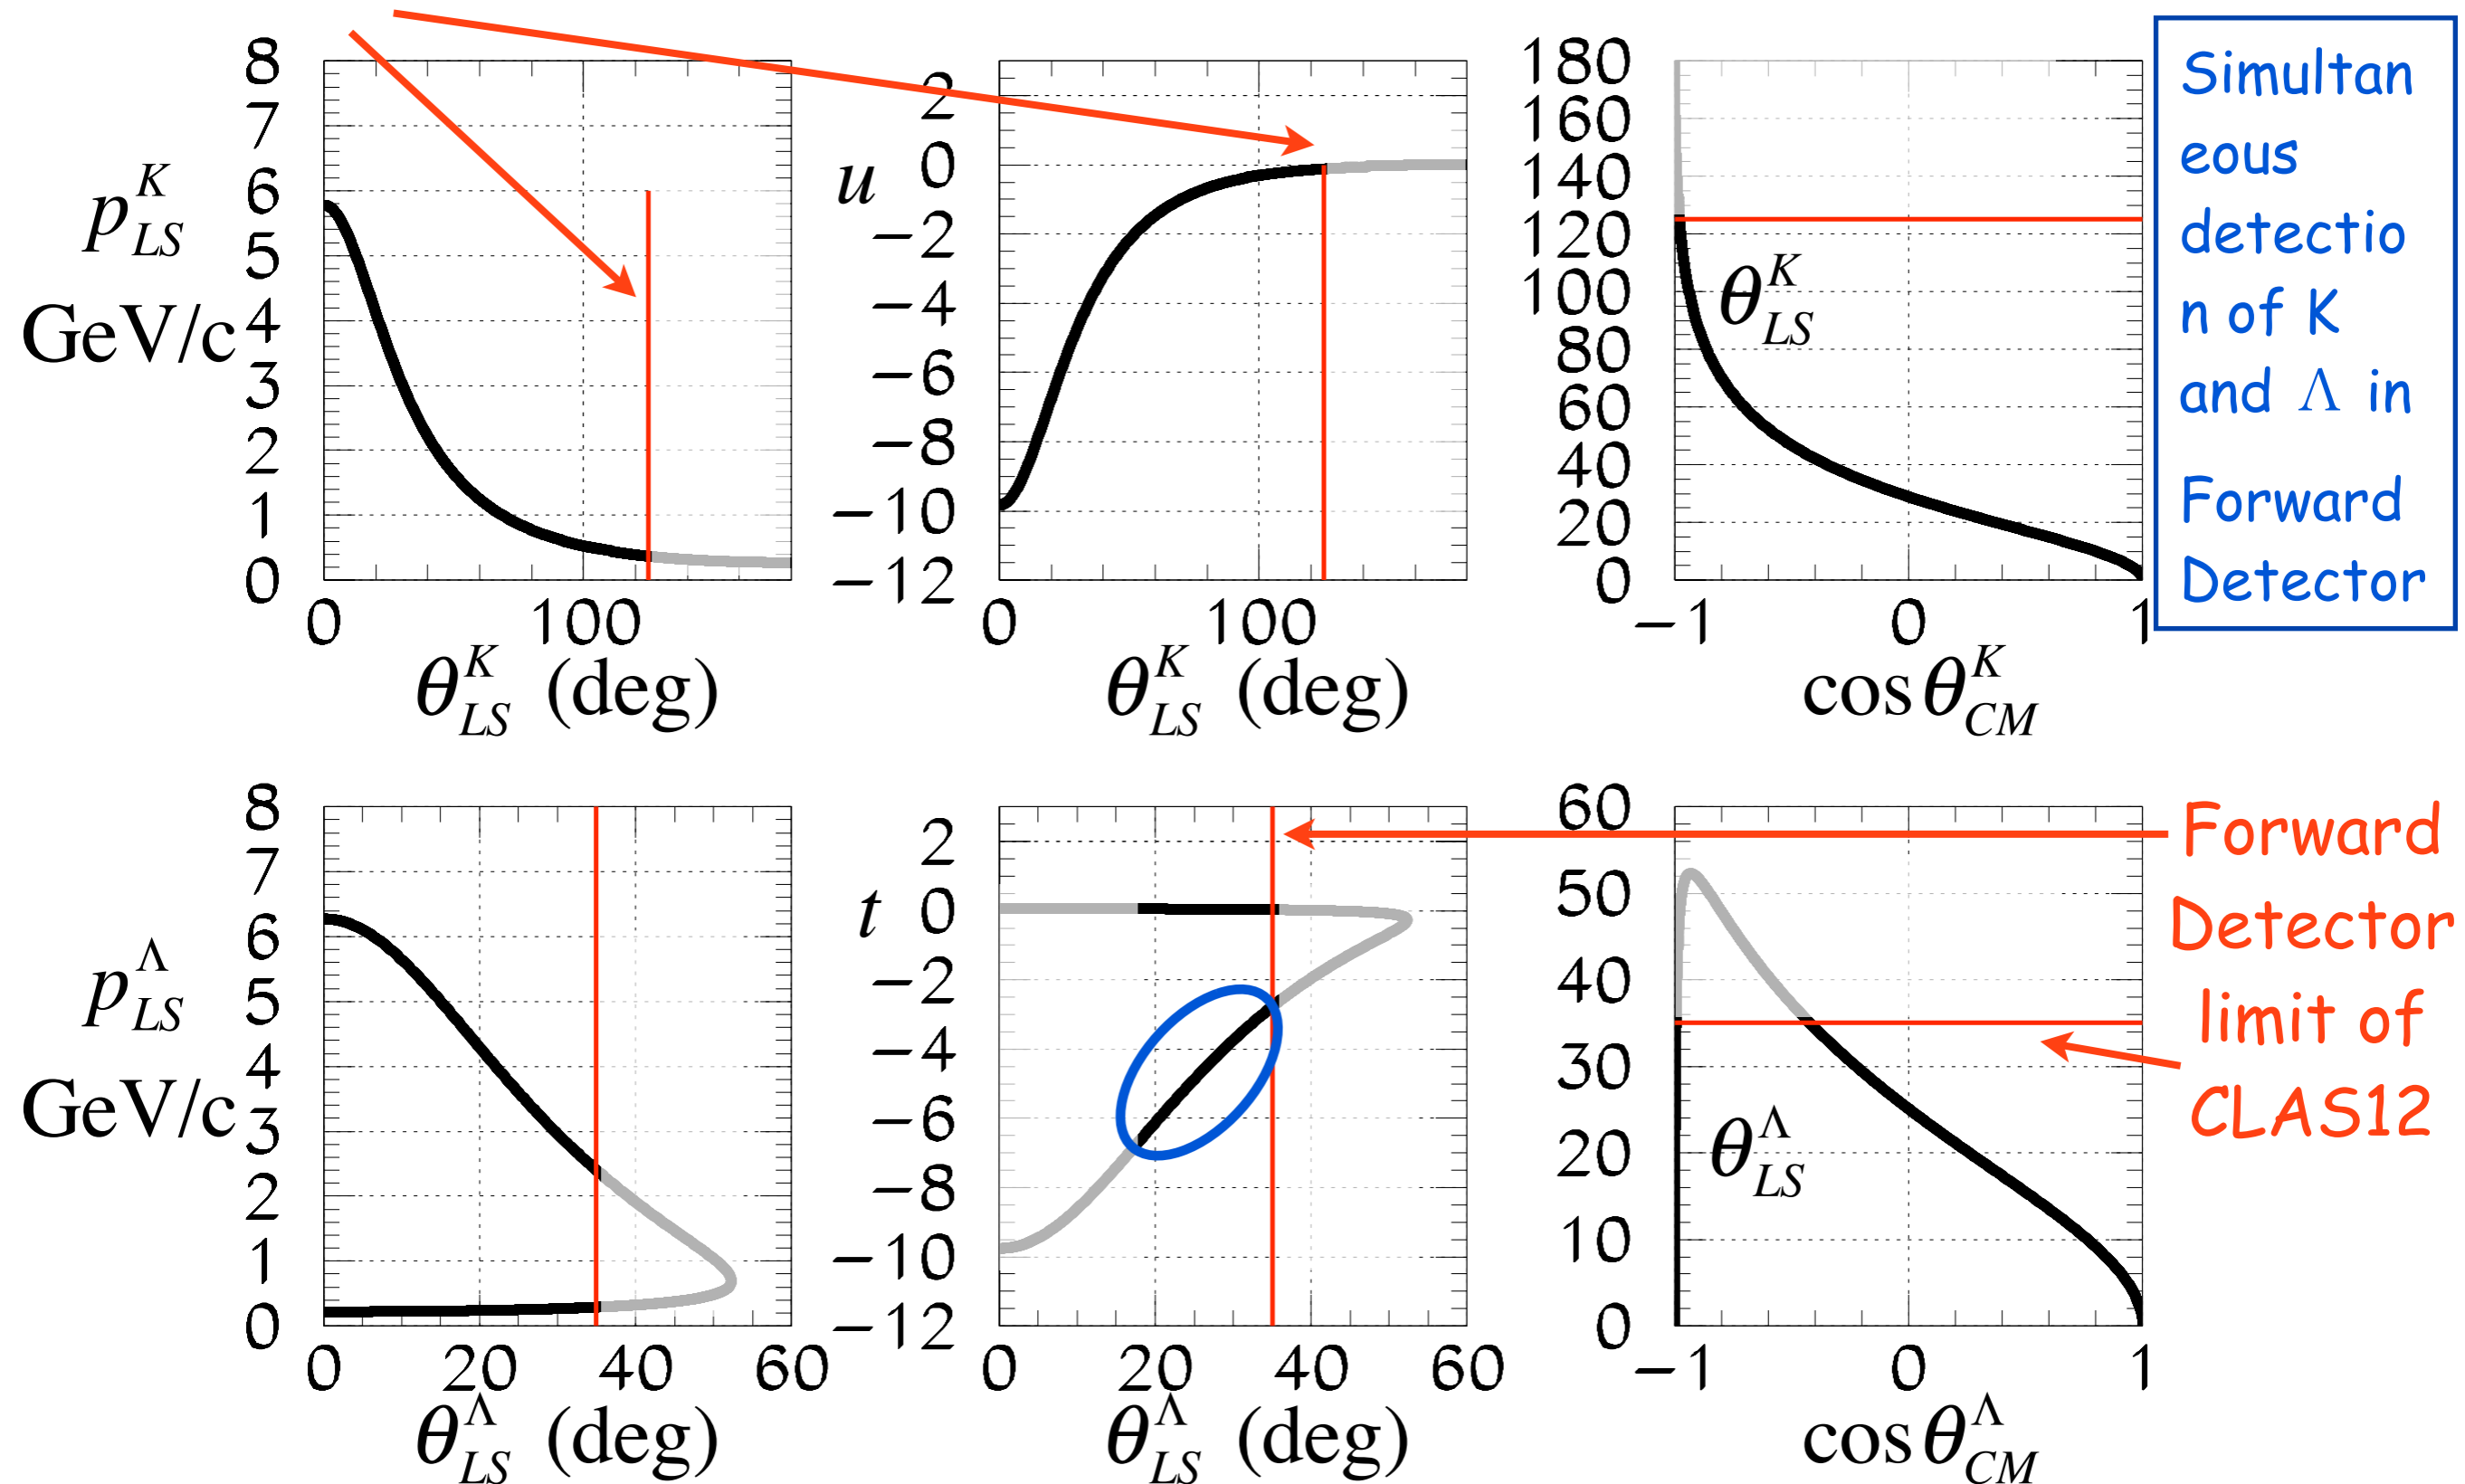 8
7
6
5
4
3
2
1
0
p^K_LS
GeV/c
0 100
θ^K_LS (deg)
2
0
−2
−4
−6
−8
−10
−12
u
0 100
θ^K_LS (deg)
180
160
140
120
100
80
60
40
20
0
θ^K_LS
−1 0 1
cos θ^K_CM
Simultan
eous
detectio
n of K
and Λ in
Forward
Detector
8
7
6
5
4
3
2
1
0
p^Λ_LS
GeV/c
0 20 40 60
θ^Λ_LS (deg)
2
0
−2
−4
−6
−8
−10
−12
t
0 20 40 60
θ^Λ_LS (deg)
60
50
40
30
20
10
0
θ^Λ_LS
−1 0 1
cos θ^Λ_CM
Forward
Detector
limit of
CLAS12